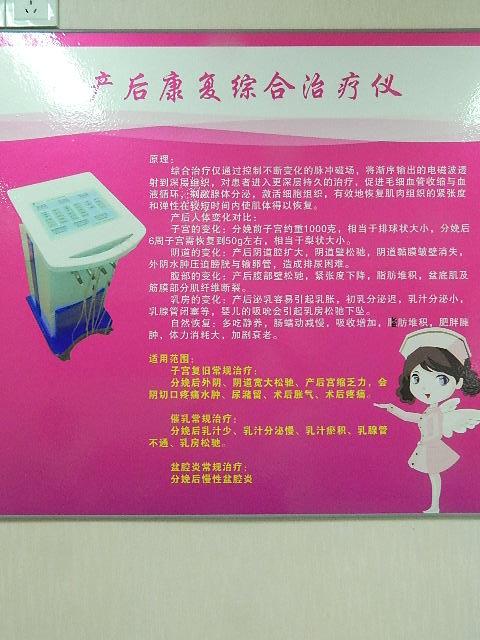 产后康复综合治疗仪
原理：
综合治疗仅通过控制不断变化的脉冲磁场，将渐序输出的电磁波透
射到深层组织，对患者进入更深层持久的治疗，促进毛细血管收缩与血
液循环，刺激腺体分泌，激活细胞组织，有效地恢复肌肉组织的紧张度
和弹性在较短时间内使肌体得以恢复。
产后人体变化对比：
子宫的变化：分娩前子宫约重1000克，相当于排球状大小，分娩后
6周子宫需恢复到50g左右，相当于梨状大小。
阴道的变化：产后阴道腔扩大，阴道壁松弛，阴道黏膜皱壁消失，
外阴水肿压迫膀胱与输卵管，造成排尿困难。
腹部的变化：产后腹部壁松弛，紧张度下降，脂肪堆积，盆底肌及
筋膜部分肌纤维断裂。
乳房的变化：产后泌乳容易引起乳胀，初乳分泌迟，乳汁分泌小，
乳腺管闭塞等，婴儿的吸吮会引起乳房松弛下坠。
自然恢复：多吃静养，肠蠕动减慢，吸收增加，脂肪堆积，肥胖臃
肿，体力消耗大，加剧衰老。
适用范围：
子宫复旧常规治疗：
分娩后外阴、阴道宽大松弛、产后宫缩乏力，会
阴切口疼痛水肿、尿潴留、术后胀气、术后疼痛。
催乳常规治疗：
分娩后乳汁少、乳汁分泌慢、乳汁瘀积、乳腺管
不通、乳房松弛。
盆腔炎常规治疗：
分娩后慢性盆腔炎